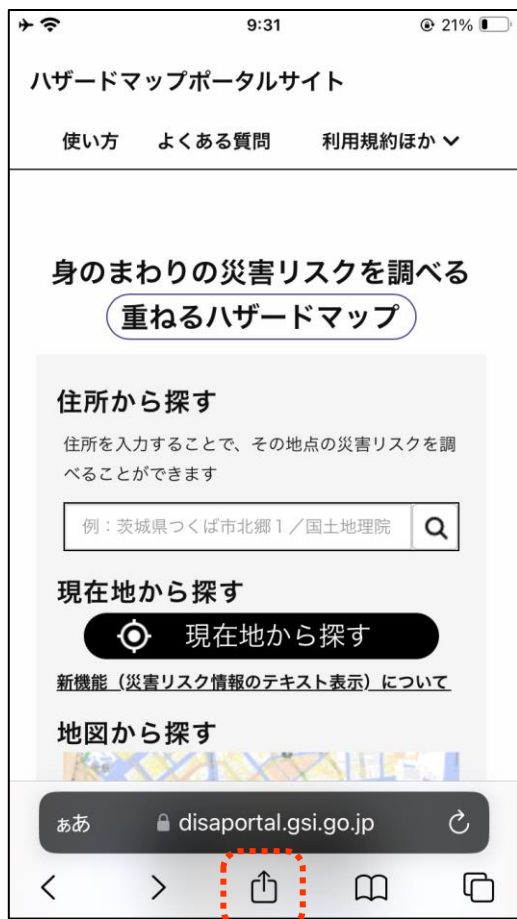 9:31
21%
ハザードマップポータルサイト
使い方 よくある質問 利用規約ほか
身のまわりの災害リスクを調べる
重ねるハザードマップ
住所から探す
住所を入力することで、その地点の災害リスクを調
べることができます
例：茨城県つくば市北郷１／国土地理院
現在地から探す
現在地から探す
新機能（災害リスク情報のテキスト表示）について
地図から探す
ぁあ disaportal.gsi.go.jp